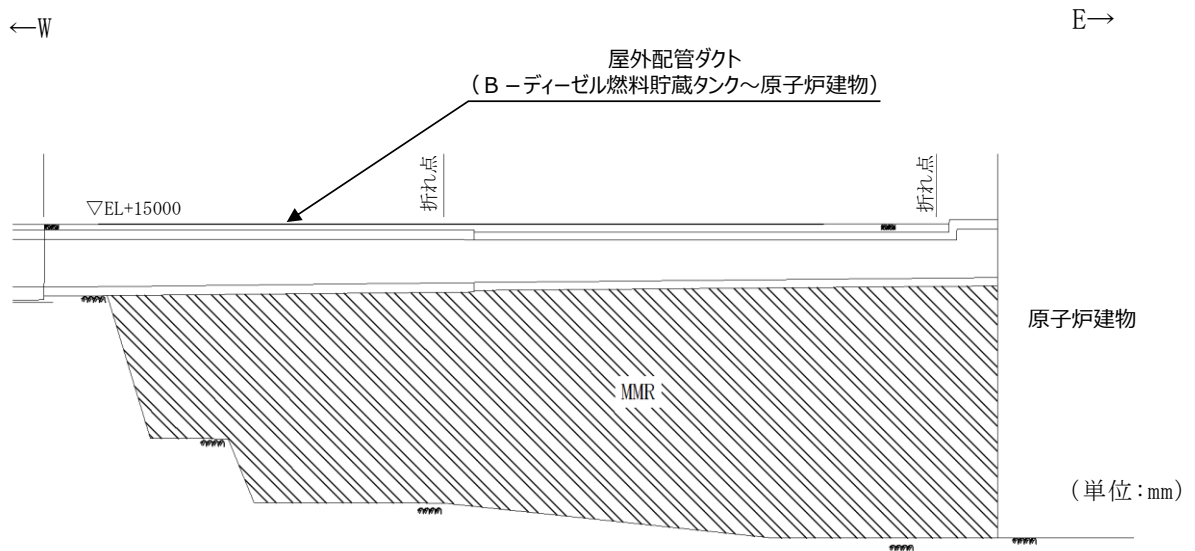 ←W
E→
屋外配管ダクト
(B-ディーゼル燃料貯蔵タンク～原子炉建物)
折れ点
折れ点
▽EL+15000
原子炉建物
MMR
(単位:mm)